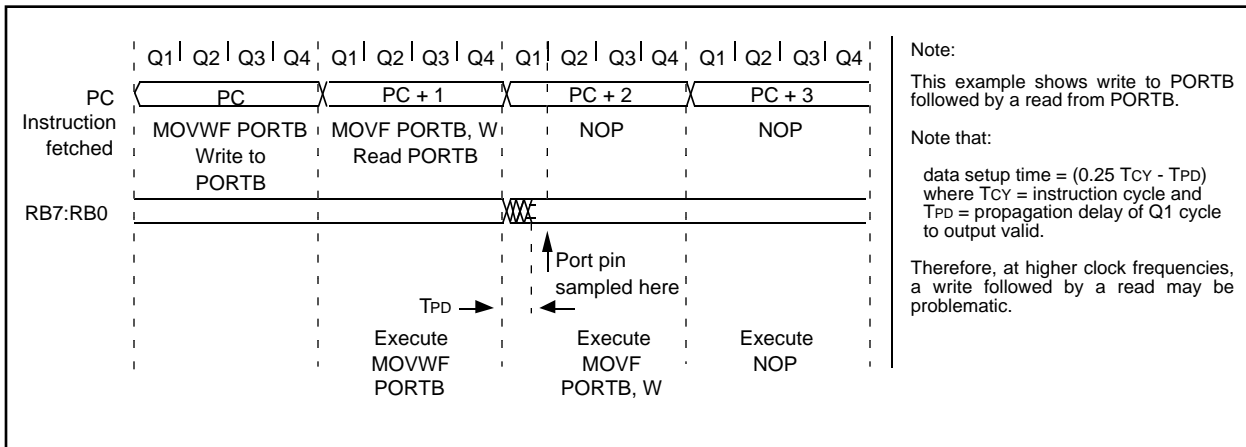 Q1 Q2 Q3 Q4 Q1 Q2 Q3 Q4 Q1 Q2 Q3 Q4 Q1 Q2 Q3 Q4
PC PC PC + 1 PC + 2 PC + 3
Instruction
fetched
MOVWF PORTB
Write to
PORTB
MOVF PORTB, W
Read PORTB
NOP
NOP
RB7:RB0
Port pin
sampled here
TPD
Execute
MOVWF
PORTB
Execute
MOVF
PORTB, W
Execute
NOP
Note:
This example shows write to PORTB
followed by a read from PORTB.
Note that:
data setup time = (0.25 TCY - TPD)
where TCY = instruction cycle and
TPD = propagation delay of Q1 cycle
to output valid.
Therefore, at higher clock frequencies,
a write followed by a read may be
problematic.